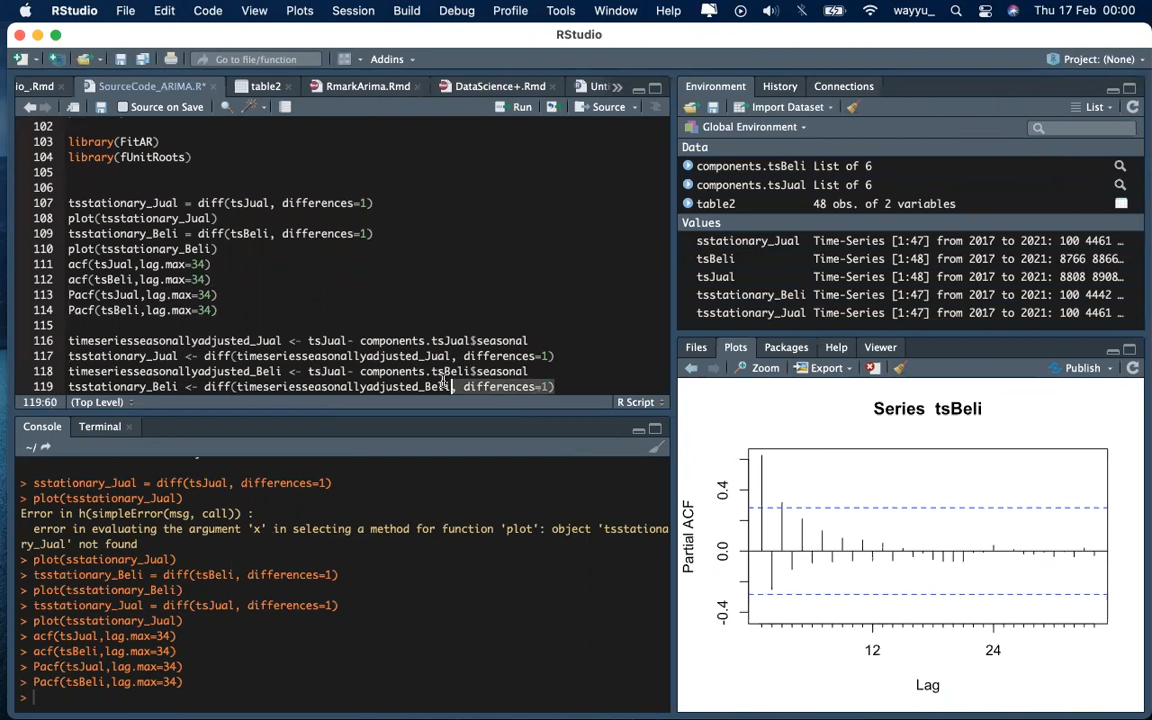 RStudio File Edit Code View Plots Session Build Debug Profile Tools Window Help wayyu_ Thu 17 Feb 00:00
RStudio
Go to file/function Addins Project: (None)
io_.Rmd SourceCode_ARIMA.R* table2 RmarkArima.Rmd DataScience+.Rmd Unt
Source on Save Run Source
102
103 library(FitAR)
104 library(fUnitRoots)
105
106
107 tsstationary_Jual = diff(tsJual, differences=1)
108 plot(tsstationary_Jual)
109 tsstationary_Beli = diff(tsBeli, differences=1)
110 plot(tsstationary_Beli)
111 acf(tsJual,lag.max=34)
112 acf(tsBeli,lag.max=34)
113 Pacf(tsJual,lag.max=34)
114 Pacf(tsBeli,lag.max=34)
115
116 timeseriesseasonallyadjusted_Jual <- tsJual- components.tsJual$seasonal
117 tsstationary_Jual <- diff(timeseriesseasonallyadjusted_Jual, differences=1)
118 timeseriesseasonallyadjusted_Beli <- tsJual- components.tsBeli$seasonal
119 tsstationary_Beli <- diff(timeseriesseasonallyadjusted_Beli, differences=1)
119:60 (Top Level) R Script
Console Terminal
~/
> sstationary_Jual = diff(tsJual, differences=1)
> plot(tsstationary_Jual)
Error in h(simpleError(msg, call)) :
error in evaluating the argument 'x' in selecting a method for function 'plot': object 'tsstationa
ry_Jual' not found
> plot(sstationary_Jual)
> tsstationary_Beli = diff(tsBeli, differences=1)
> plot(tsstationary_Beli)
> tsstationary_Jual = diff(tsJual, differences=1)
> plot(tsstationary_Jual)
> acf(tsJual,lag.max=34)
> acf(tsBeli,lag.max=34)
> Pacf(tsJual,lag.max=34)
> Pacf(tsBeli,lag.max=34)
>
Environment History Connections
Import Dataset List
Global Environment
Data
components.tsBeli List of 6
components.tsJual List of 6
table2 48 obs. of 2 variables
Values
sstationary_Jual Time-Series [1:47] from 2017 to 2021: 100 4461 …
tsBeli Time-Series [1:48] from 2017 to 2021: 8766 8866…
tsJual Time-Series [1:48] from 2017 to 2021: 8808 8908…
tsstationary_Beli Time-Series [1:47] from 2017 to 2021: 100 4442 …
tsstationary_Jual Time-Series [1:47] from 2017 to 2021: 100 4461 …
Files Plots Packages Help Viewer
Zoom Export Publish
Series tsBeli
Partial ACF
0.4
0.0
-0.4
12 24
Lag